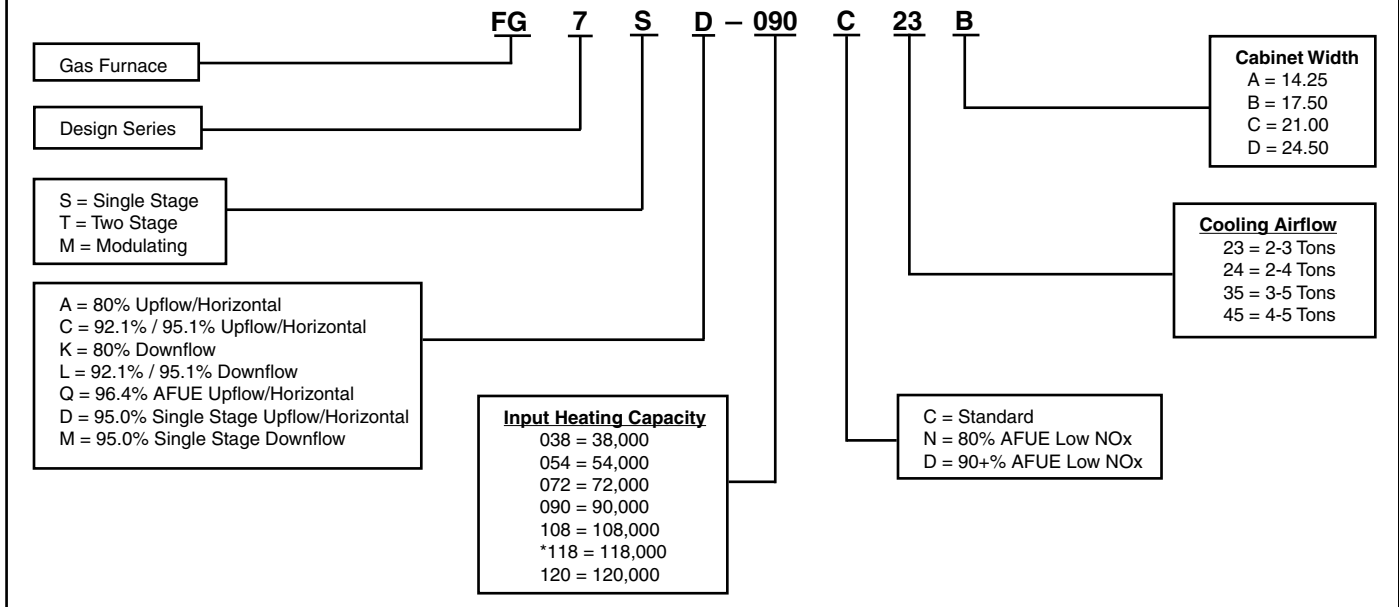 FG 7 S D – 090 C 23 B
Gas Furnace
Design Series
S = Single Stage
T = Two Stage
M = Modulating
A = 80% Upflow/Horizontal
C = 92.1% / 95.1% Upflow/Horizontal
K = 80% Downflow
L = 92.1% / 95.1% Downflow
Q = 96.4% AFUE Upflow/Horizontal
D = 95.0% Single Stage Upflow/Horizontal
M = 95.0% Single Stage Downflow
Input Heating Capacity
038 = 38,000
054 = 54,000
072 = 72,000
090 = 90,000
108 = 108,000
*118 = 118,000
120 = 120,000
C = Standard
N = 80% AFUE Low NOx
D = 90+% AFUE Low NOx
Cooling Airflow
23 = 2-3 Tons
24 = 2-4 Tons
35 = 3-5 Tons
45 = 4-5 Tons
Cabinet Width
A = 14.25
B = 17.50
C = 21.00
D = 24.50